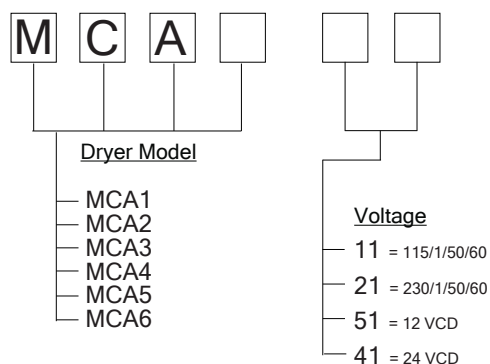 M C A
Dryer Model
MCA1
MCA2
MCA3
MCA4
MCA5
MCA6
Voltage
11 = 115/1/50/60
21 = 230/1/50/60
51 = 12 VCD
41 = 24 VCD